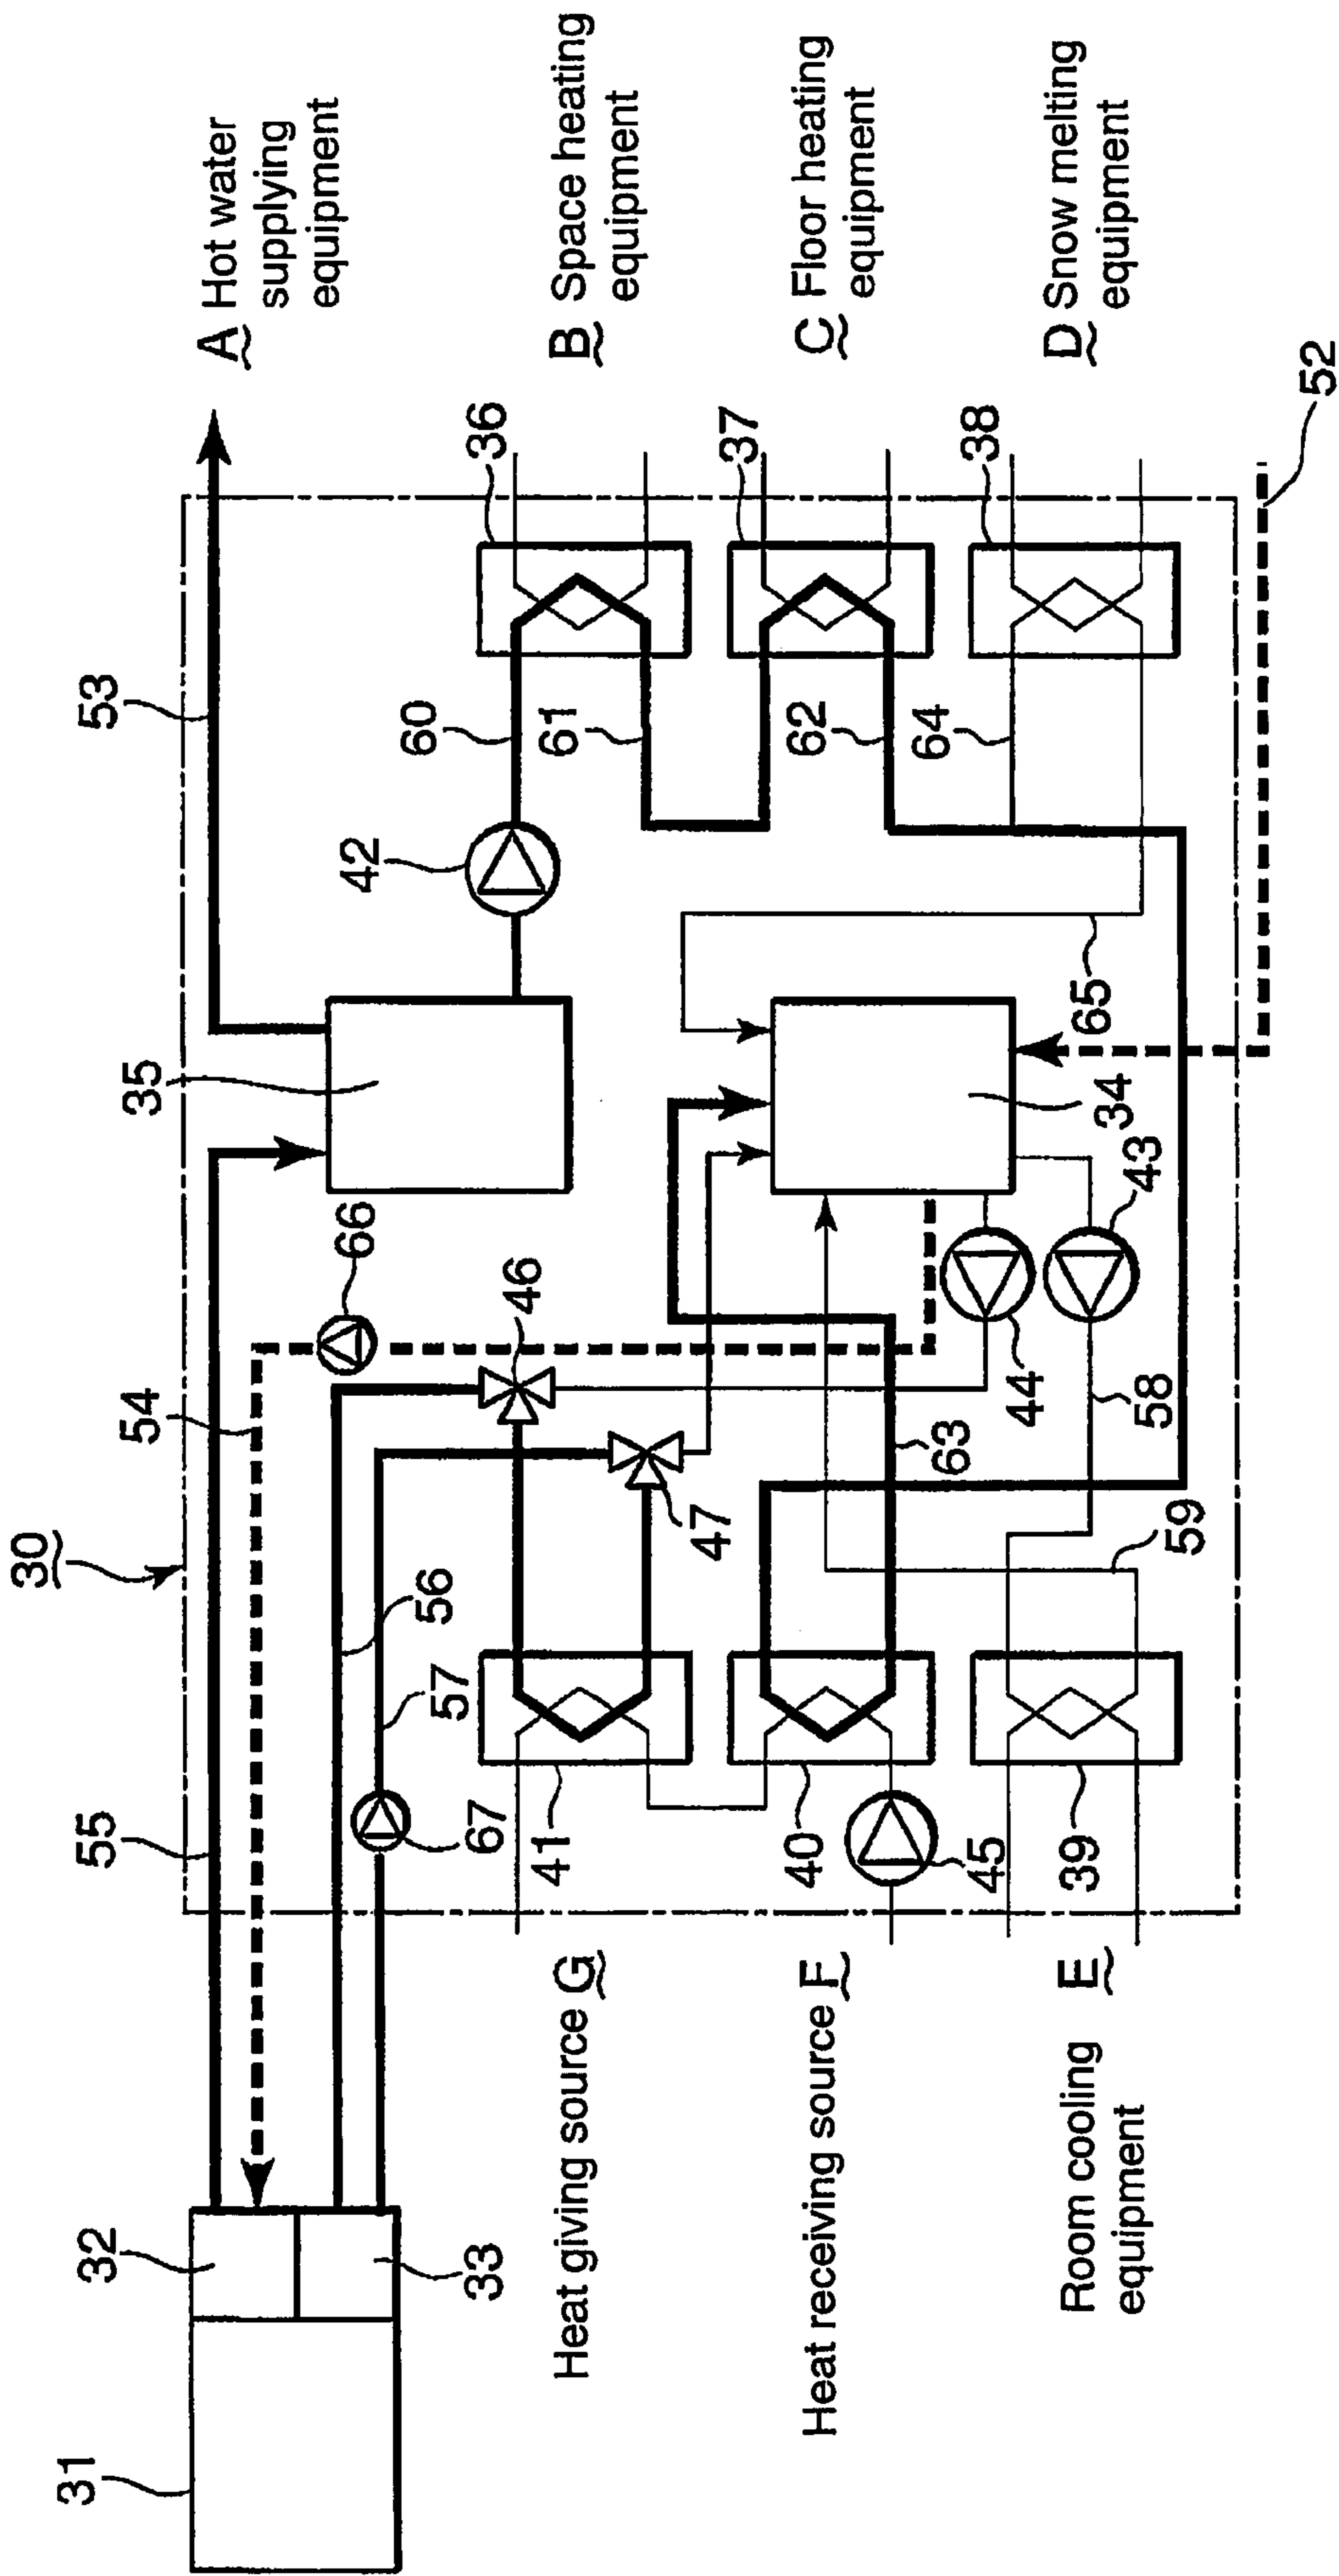 30
31
32
33
55
54
53
56
57
67
66
35
46
47
42
60
61
36
A Hot water
supplying
equipment
B Space heating
equipment
Heat giving source G
41
Heat receiving source F
40
45
63
44
34
43
62
37
C Floor heating
equipment
Room cooling
equipment
E
39
59
58
65
64
38
D Snow melting
equipment
52